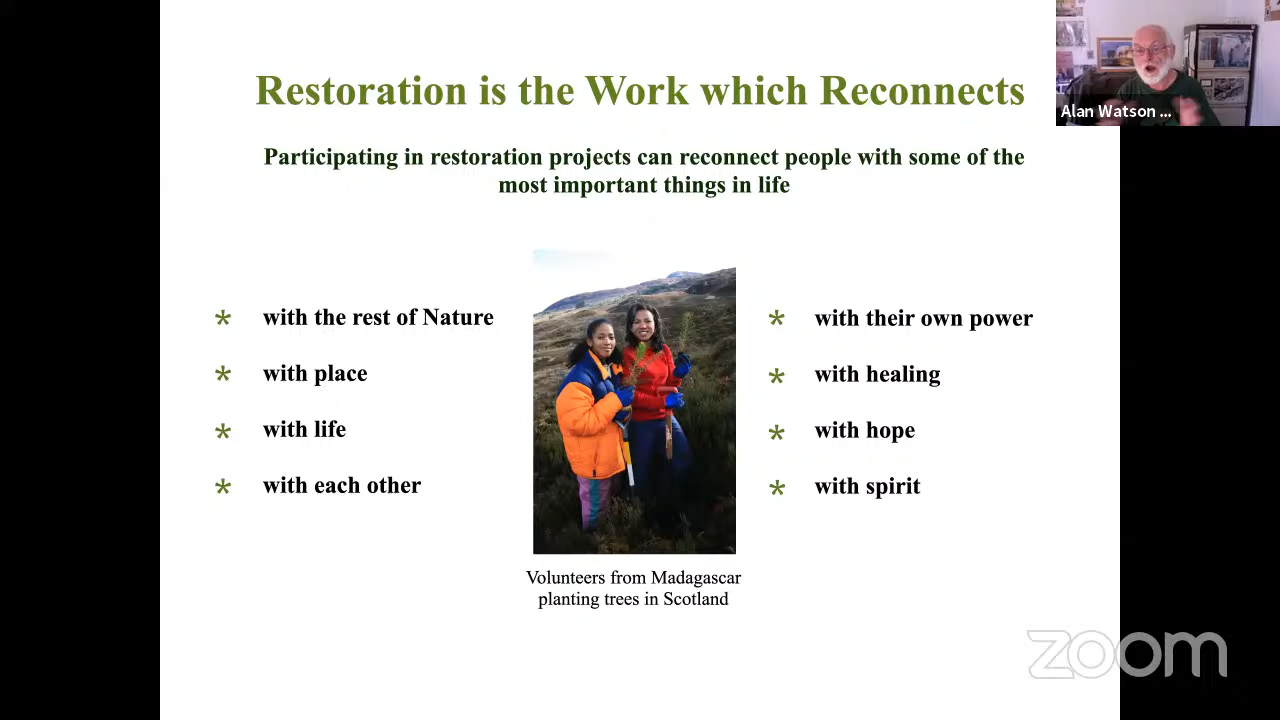 Restoration is the Work which Reconnects
Participating in restoration projects can reconnect people with some of the
most important things in life
* with the rest of Nature
* with place
* with life
* with each other
* with their own power
* with healing
* with hope
* with spirit
Volunteers from Madagascar
planting trees in Scotland
Alan Watson ...
zoom